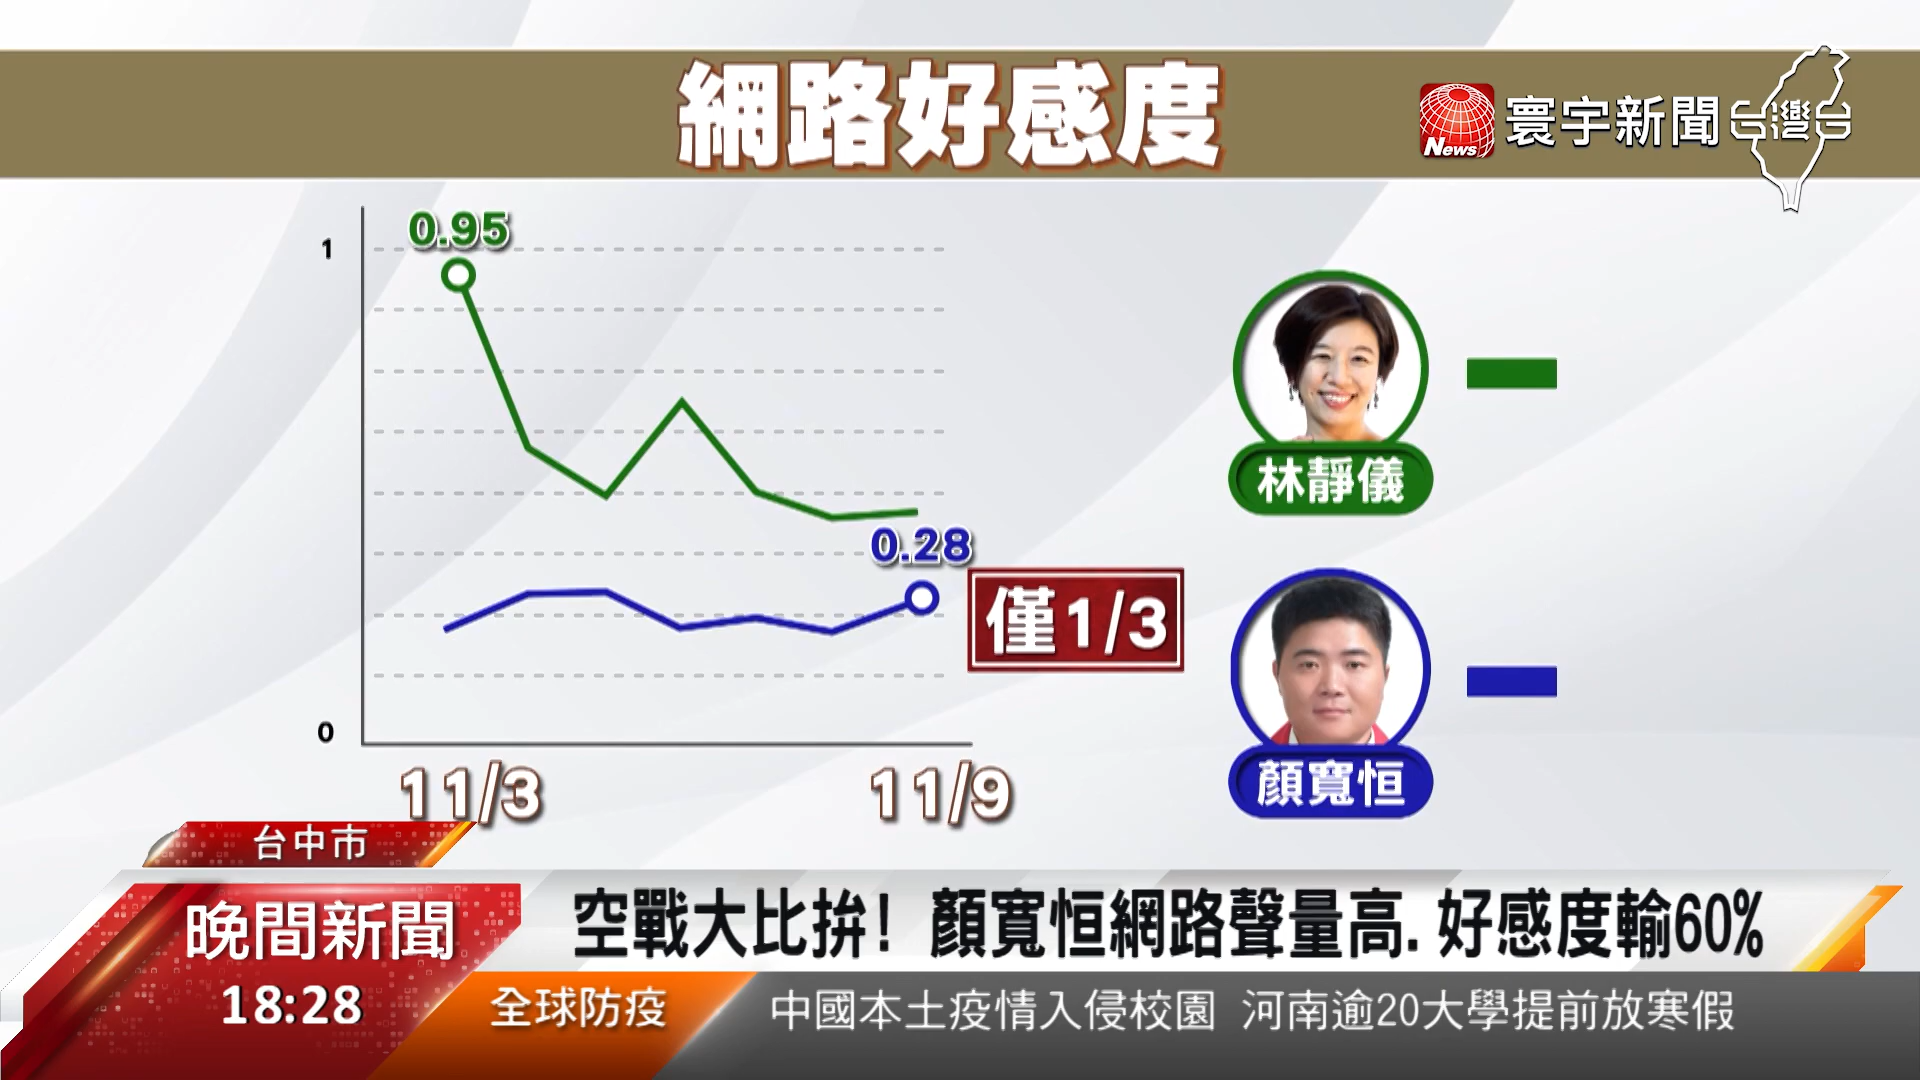 網路好感度
News
寰宇新聞 台灣台
0.95
1
0.28
僅1/3
0
11/3
11/9
林靜儀
顏寬恒
台中市
晚間新聞
18:28
空戰大比拚! 顏寬恒網路聲量高.好感度輸60%
全球防疫
中國本土疫情入侵校園 河南逾20大學提前放寒假